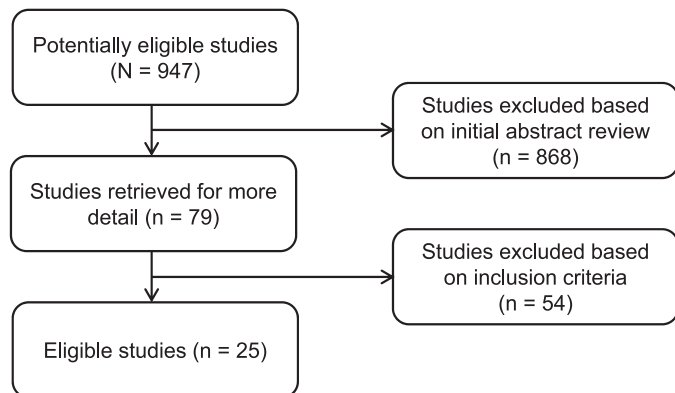 Potentially eligible studies
(N = 947)
Studies excluded based
on initial abstract review
(n = 868)
Studies retrieved for more
detail (n = 79)
Studies excluded based
on inclusion criteria
(n = 54)
Eligible studies (n = 25)